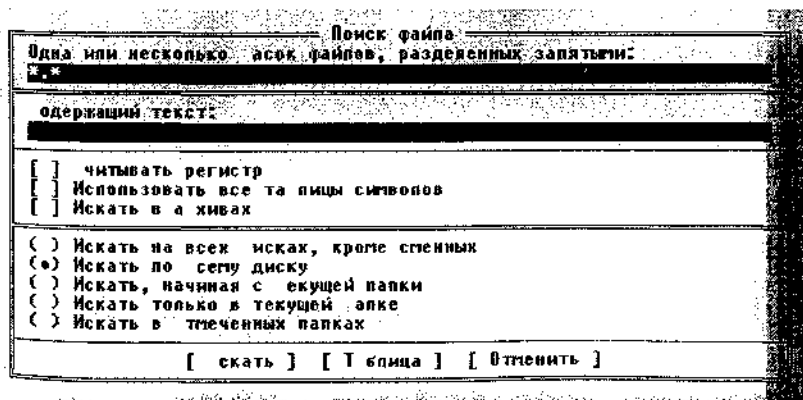 Поиск файла
Одна или несколько асок файлов, разделенных запятыми:
*.*
одержащий текст:
[ ] читывать регистр
[ ] Использовать все та лицы символов
[ ] Искать в а хивах
( ) Искать на всех исках, кроме сменных
(•) Искать по сему диску
( ) Искать, начиная с екущей папки
( ) Искать только в текущей апке
( ) Искать в тмеченных папках
[ скать ] [ Т блица ] [ Отменить ]